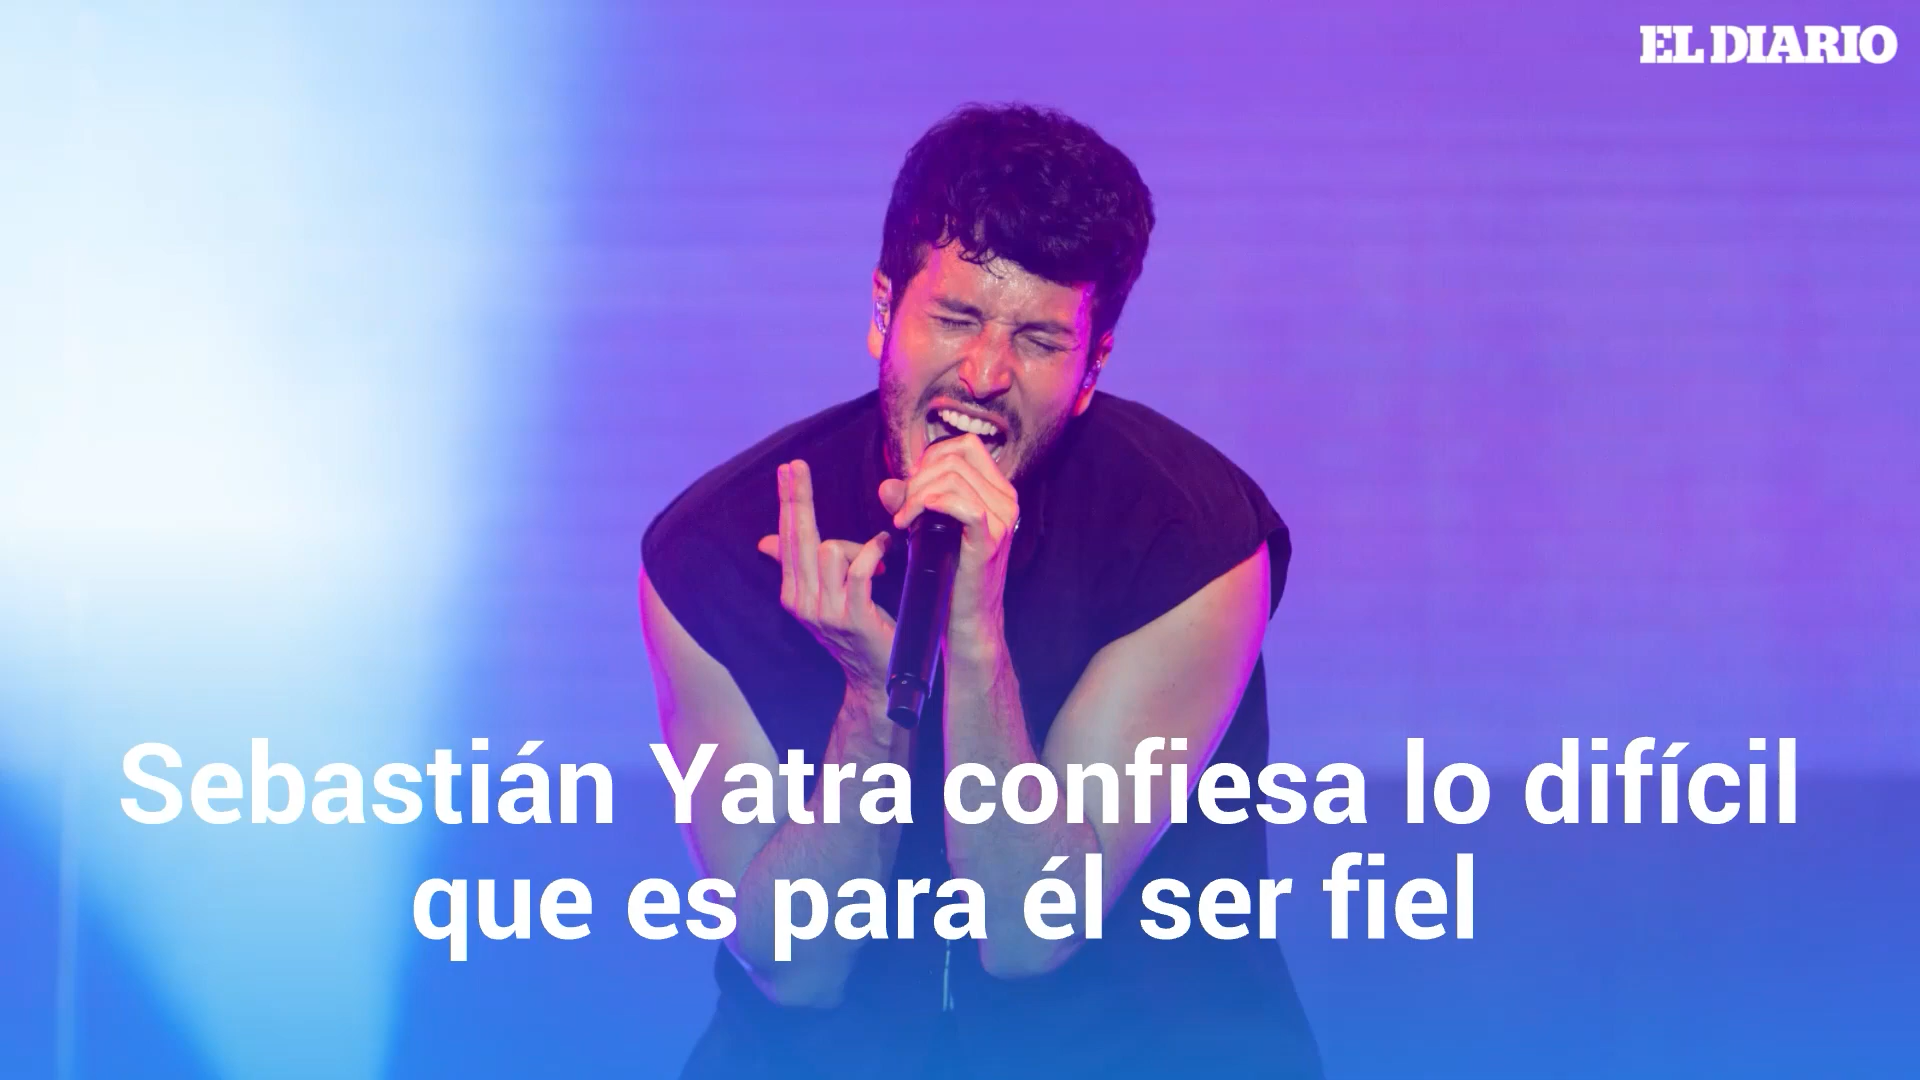 EL DIARIO
Sebastián Yatra confiesa lo difícil
que es para él ser fiel